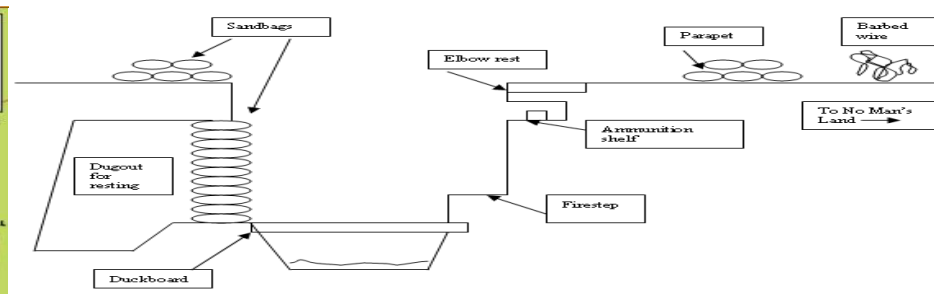 Sandbags
Parapet
Barbed
wire
Elbow rest
To No Man's
Land
Ammunition
shelf
Dugout
for
resting
Firestep
Duckboard